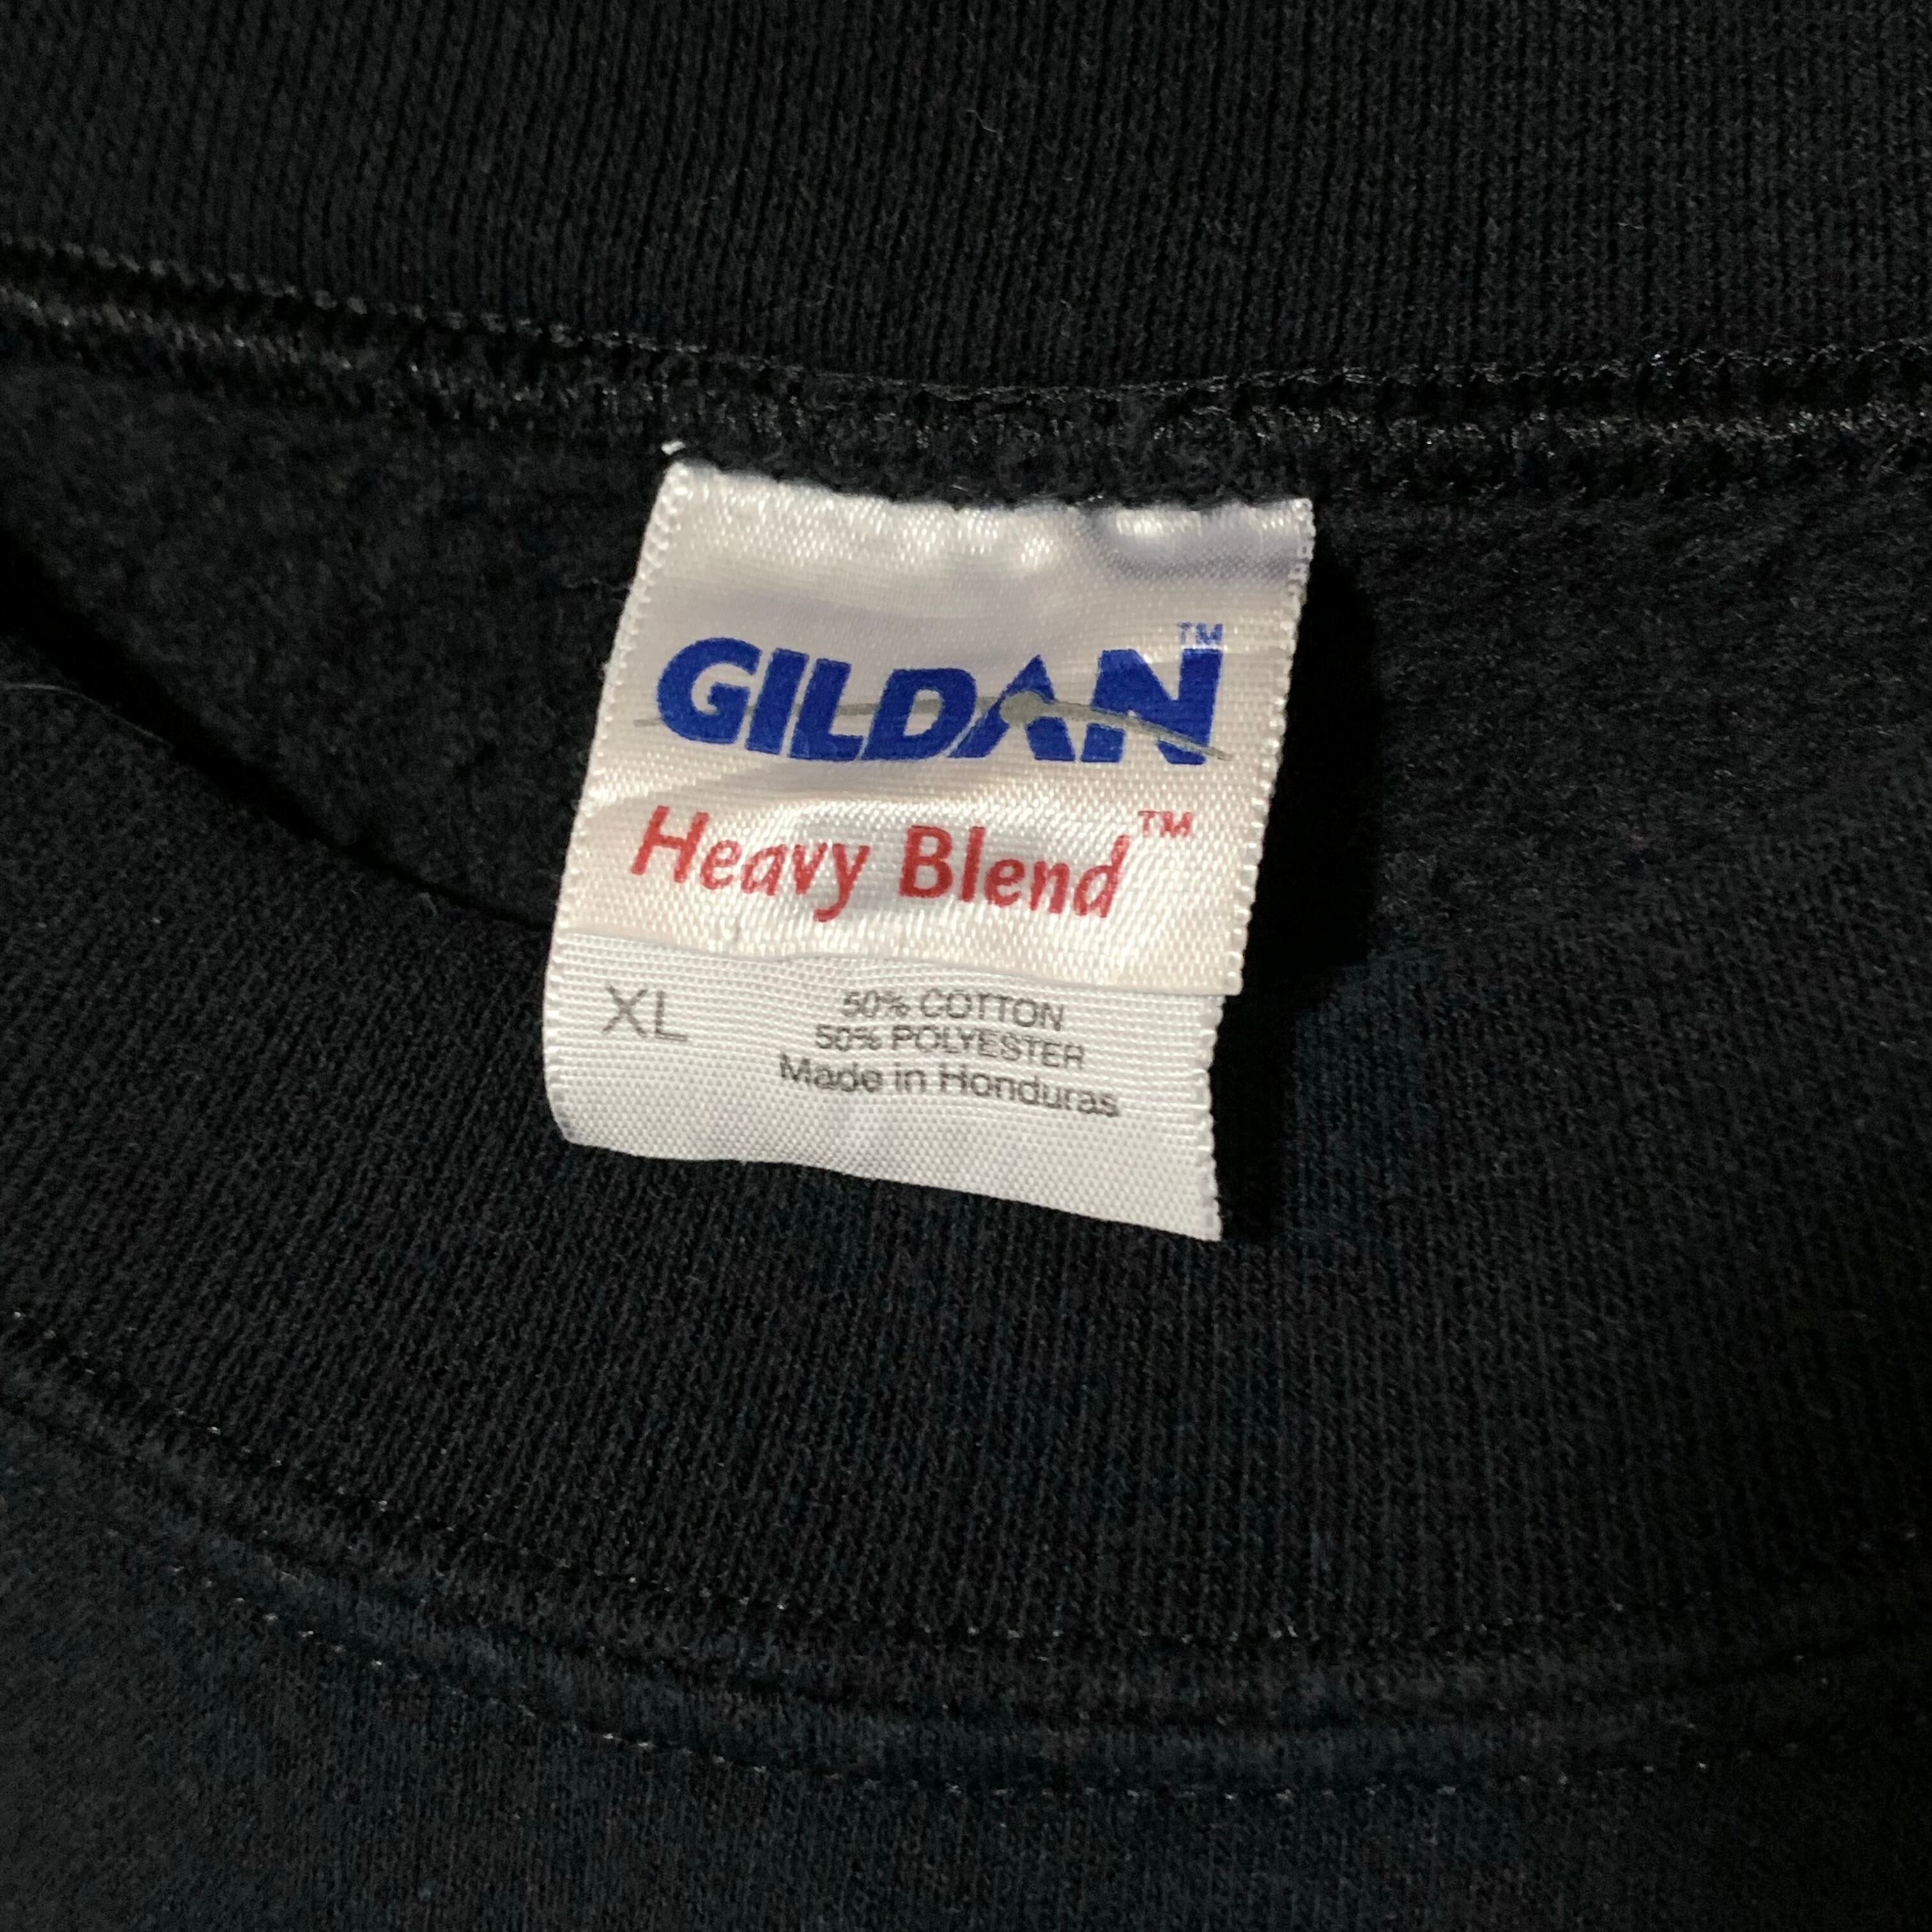 GILDAN™
Heavy Blend™
XL
50% COTTON
50% POLYESTER
Made in Honduras